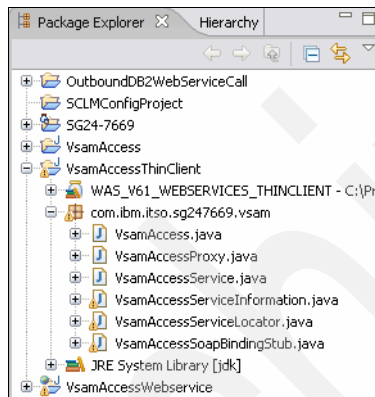 Package Explorer Hierarchy
OutboundDB2WebServiceCall
SCLMConfigProject
SG24-7669
VsamAccess
VsamAccessThinClient
WAS_V61_WEBSERVICES_THINCLIENT - C:\Pr
com.ibm.itso.sg247669.vsam
VsamAccess.java
VsamAccessProxy.java
VsamAccessService.java
VsamAccessServiceInformation.java
VsamAccessServiceLocator.java
VsamAccessSoapBindingStub.java
JRE System Library [jdk]
VsamAccessWebservice